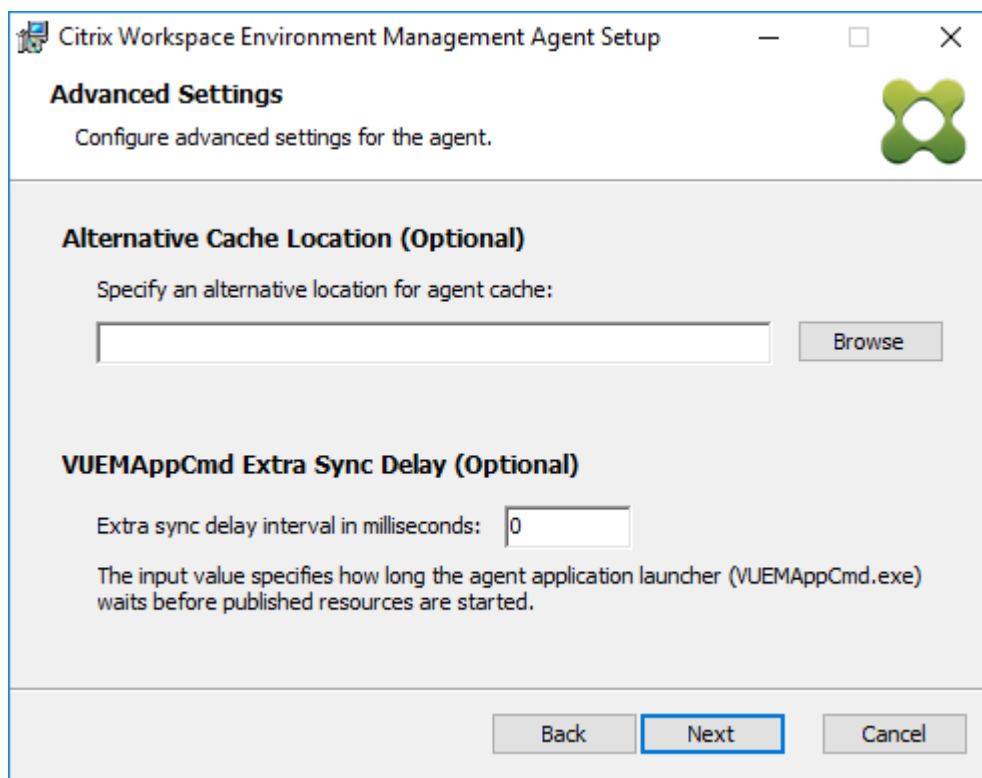 Citrix Workspace Environment Management Agent Setup
Advanced Settings
Configure advanced settings for the agent.
Alternative Cache Location (Optional)
Specify an alternative location for agent cache:
Browse
VUEMAppCmd Extra Sync Delay (Optional)
Extra sync delay interval in milliseconds: 0
The input value specifies how long the agent application launcher (VUEMAppCmd.exe)
waits before published resources are started.
Back Next Cancel